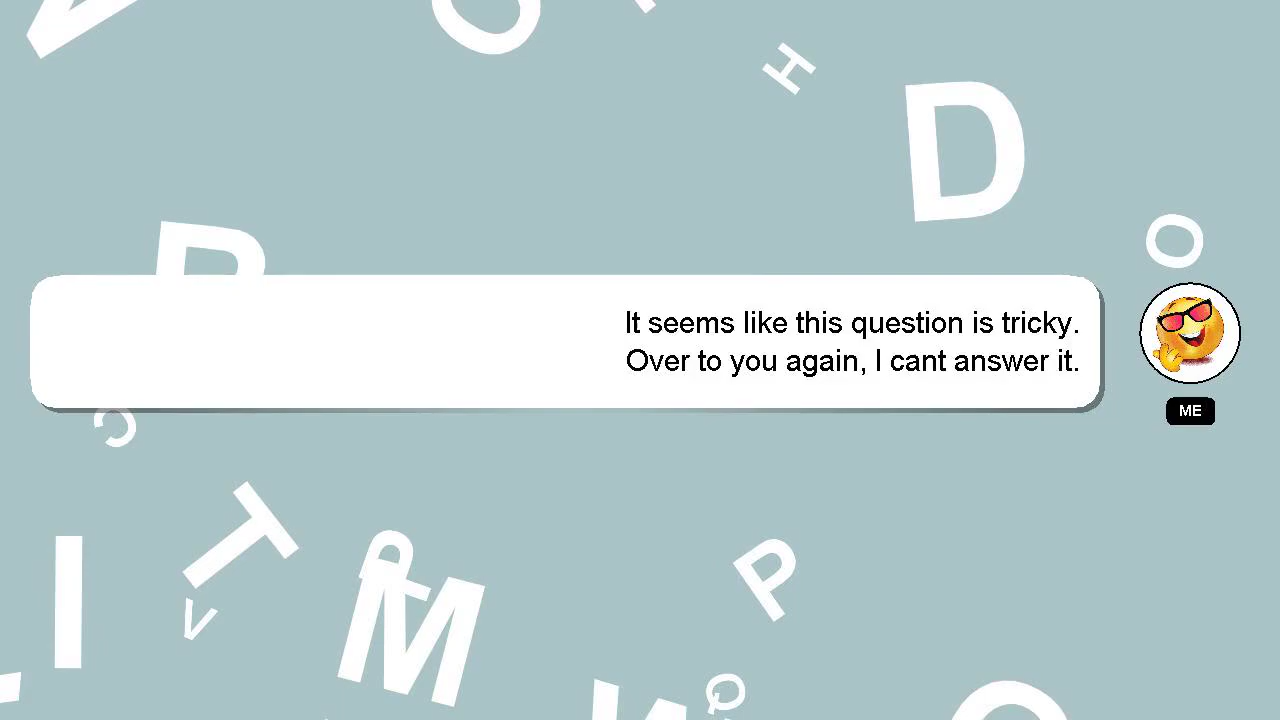 It seems like this question is tricky.
Over to you again, I cant answer it.
ME